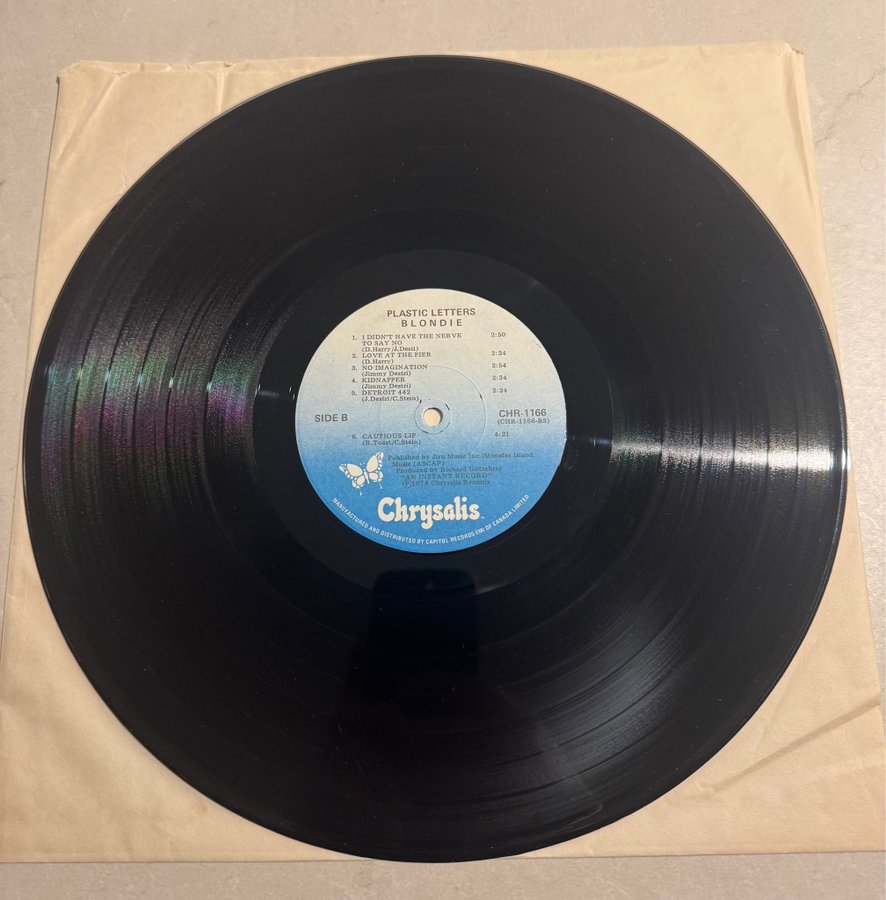 PLASTIC LETTERS
BLONDIE
1. I DIDN'T HAVE THE NERVE 2:50
TO SAY NO
(D.Harry/J.Destri)
2. LOVE AT THE PIER 2:24
(D.Harry)
3. NO IMAGINATION 2:54
(Jimmy Destri)
4. KIDNAPPER 2:34
(Jimmy Destri)
5. DETROIT 442 2:24
(J.Destri/C.Stein)
SIDE B CHR-1166
(CHR-1166-BS)
6. CAUTIOUS LIP 4:21
(R.Toast/C.Stein)
Published by Jiru Music Inc./Monster Island
Music (ASCAP)
Produced by Richard Gottehrer
"AN INSTANT RECORD"
Ⓟ1978 Chrysalis Records
Chrysalis TM
MANUFACTURED AND DISTRIBUTED BY CAPITOL RECORDS-EMI OF CANADA LIMITED